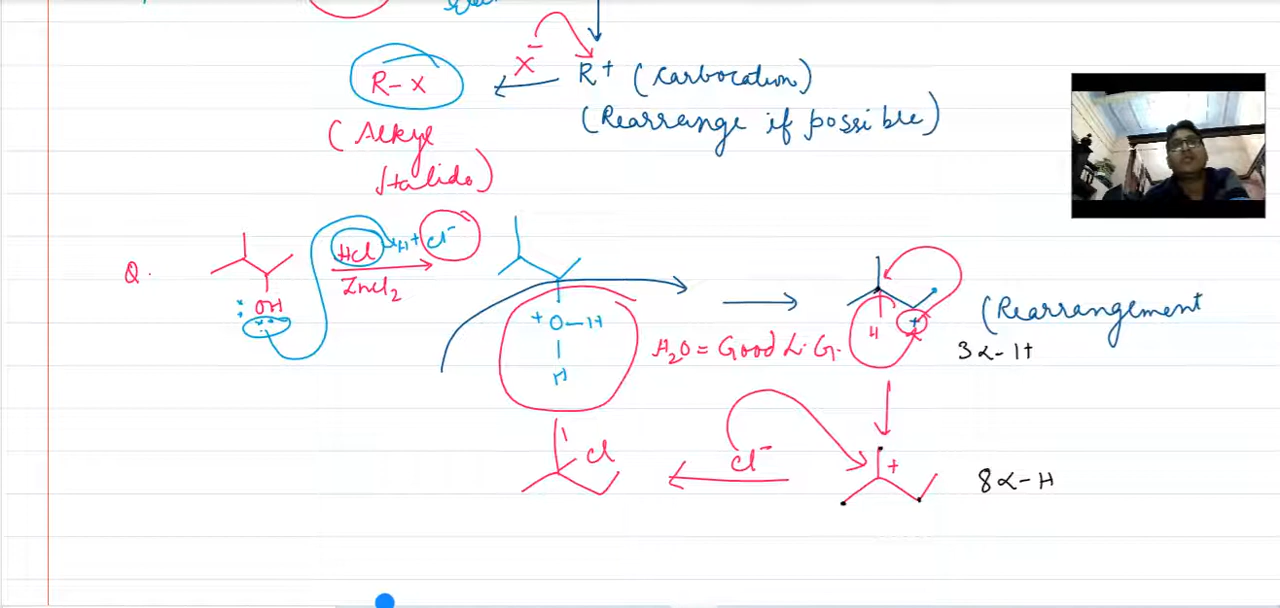 R-X
X⁻
R+ (Carbocation)
(Rearrange if possible)
(Alkyl
Halide)
Q.
OH
HCl H+ + Cl⁻
ZnCl₂
+ O-H
H
H₂O = Good L.G.
H
+
(Rearrangement
3α-H
Cl
Cl⁻
+
8α-H